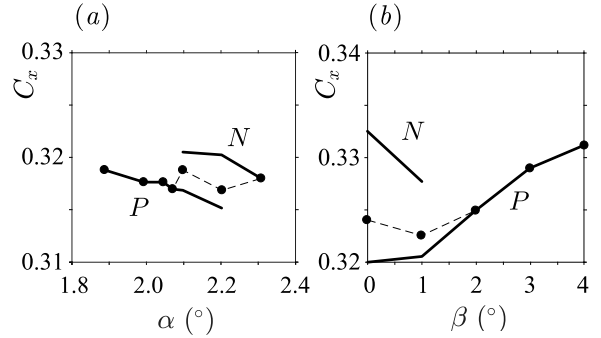 (a)
(b)
0.33
0.32
0.31
C_x
N
P
1.8 2.0 2.2 2.4
α (°)
0.34
0.33
0.32
C_x
N
P
0 1 2 3 4
β (°)